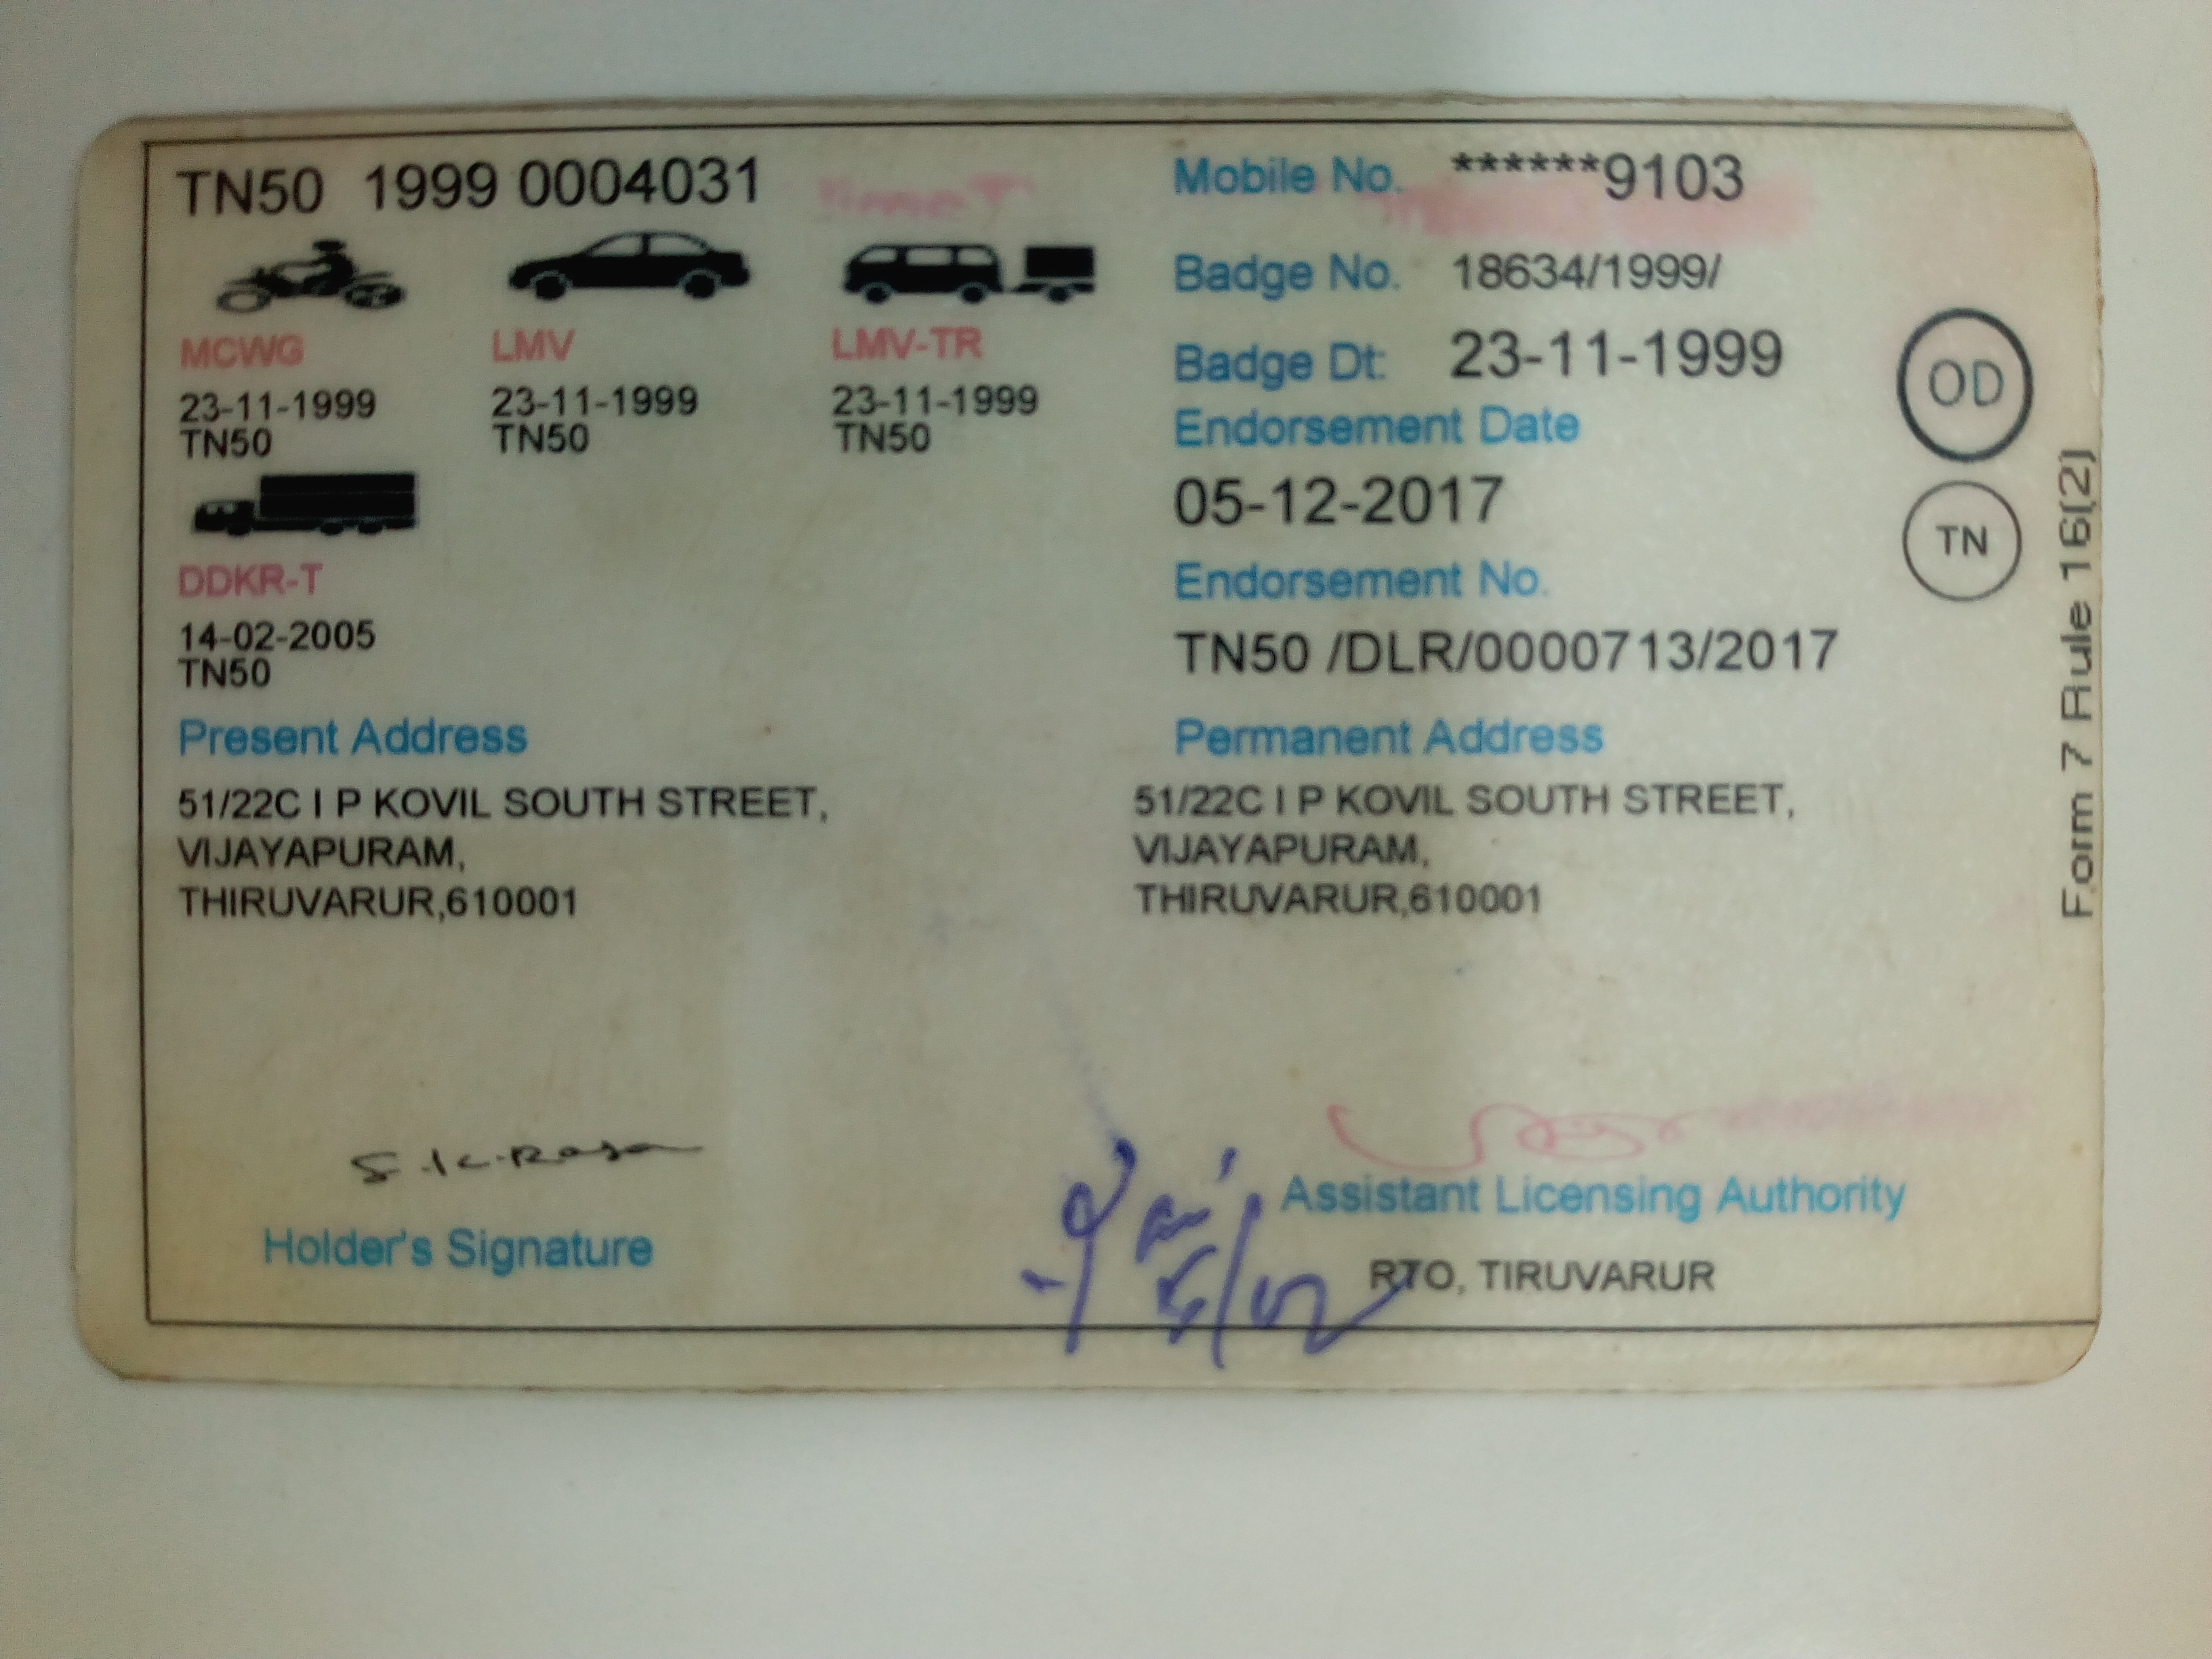 TN50 1999 0004031
MCWG LMV LMV-TR
23-11-1999 23-11-1999 23-11-1999
TN50 TN50 TN50
DDKR-T
14-02-2005
TN50
Mobile No. ******9103
Badge No. 18634/1999/
Badge Dt: 23-11-1999
Endorsement Date
05-12-2017
Endorsement No.
TN50 /DLR/0000713/2017
OD
TN
Form 7 Rule 16(2)
Present Address
51/22C I P KOVIL SOUTH STREET,
VIJAYAPURAM,
THIRUVARUR,610001
Permanent Address
51/22C I P KOVIL SOUTH STREET,
VIJAYAPURAM,
THIRUVARUR,610001
S.K.Raja
Holder's Signature
Assistant Licensing Authority
RTO, TIRUVARUR